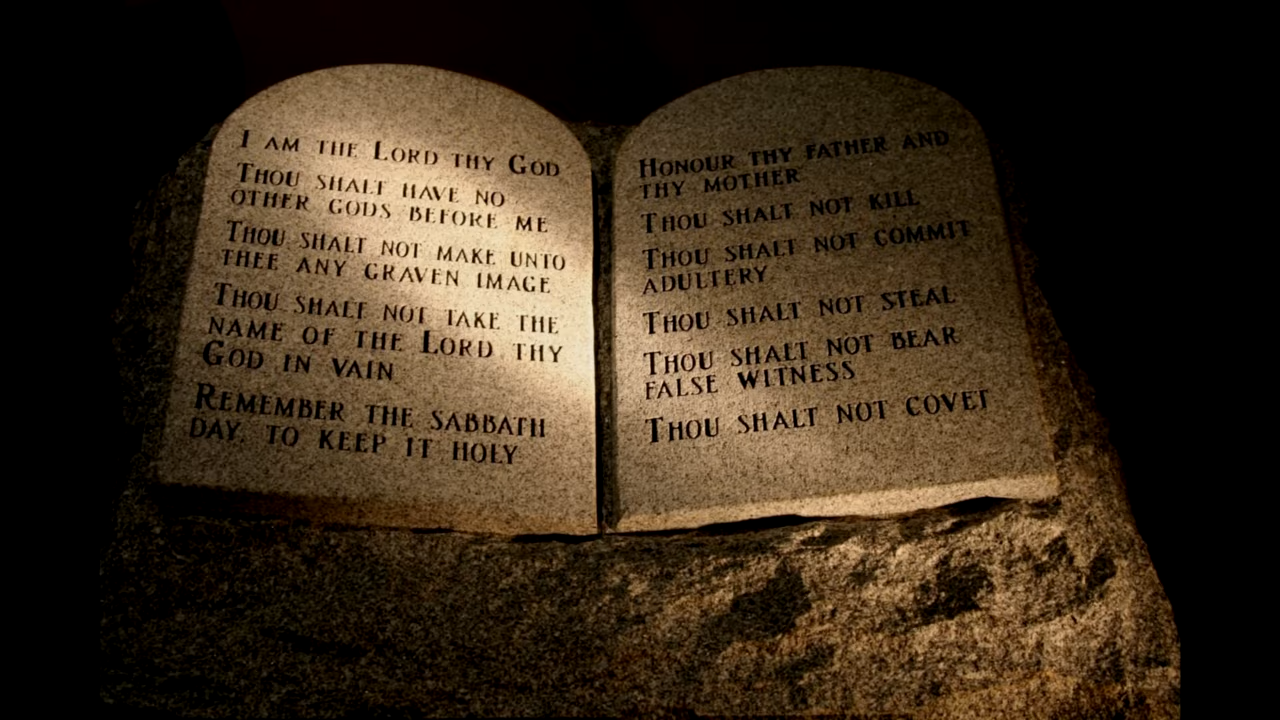 I AM THE LORD THY GOD
THOU SHALT HAVE NO
OTHER GODS BEFORE ME
THOU SHALT NOT MAKE UNTO
THEE ANY GRAVEN IMAGE
THOU SHALT NOT TAKE THE
NAME OF THE LORD THY
GOD IN VAIN
REMEMBER THE SABBATH
DAY, TO KEEP IT HOLY
HONOUR THY FATHER AND
THY MOTHER
THOU SHALT NOT KILL
THOU SHALT NOT COMMIT
ADULTERY
THOU SHALT NOT STEAL
THOU SHALT NOT BEAR
FALSE WITNESS
THOU SHALT NOT COVET